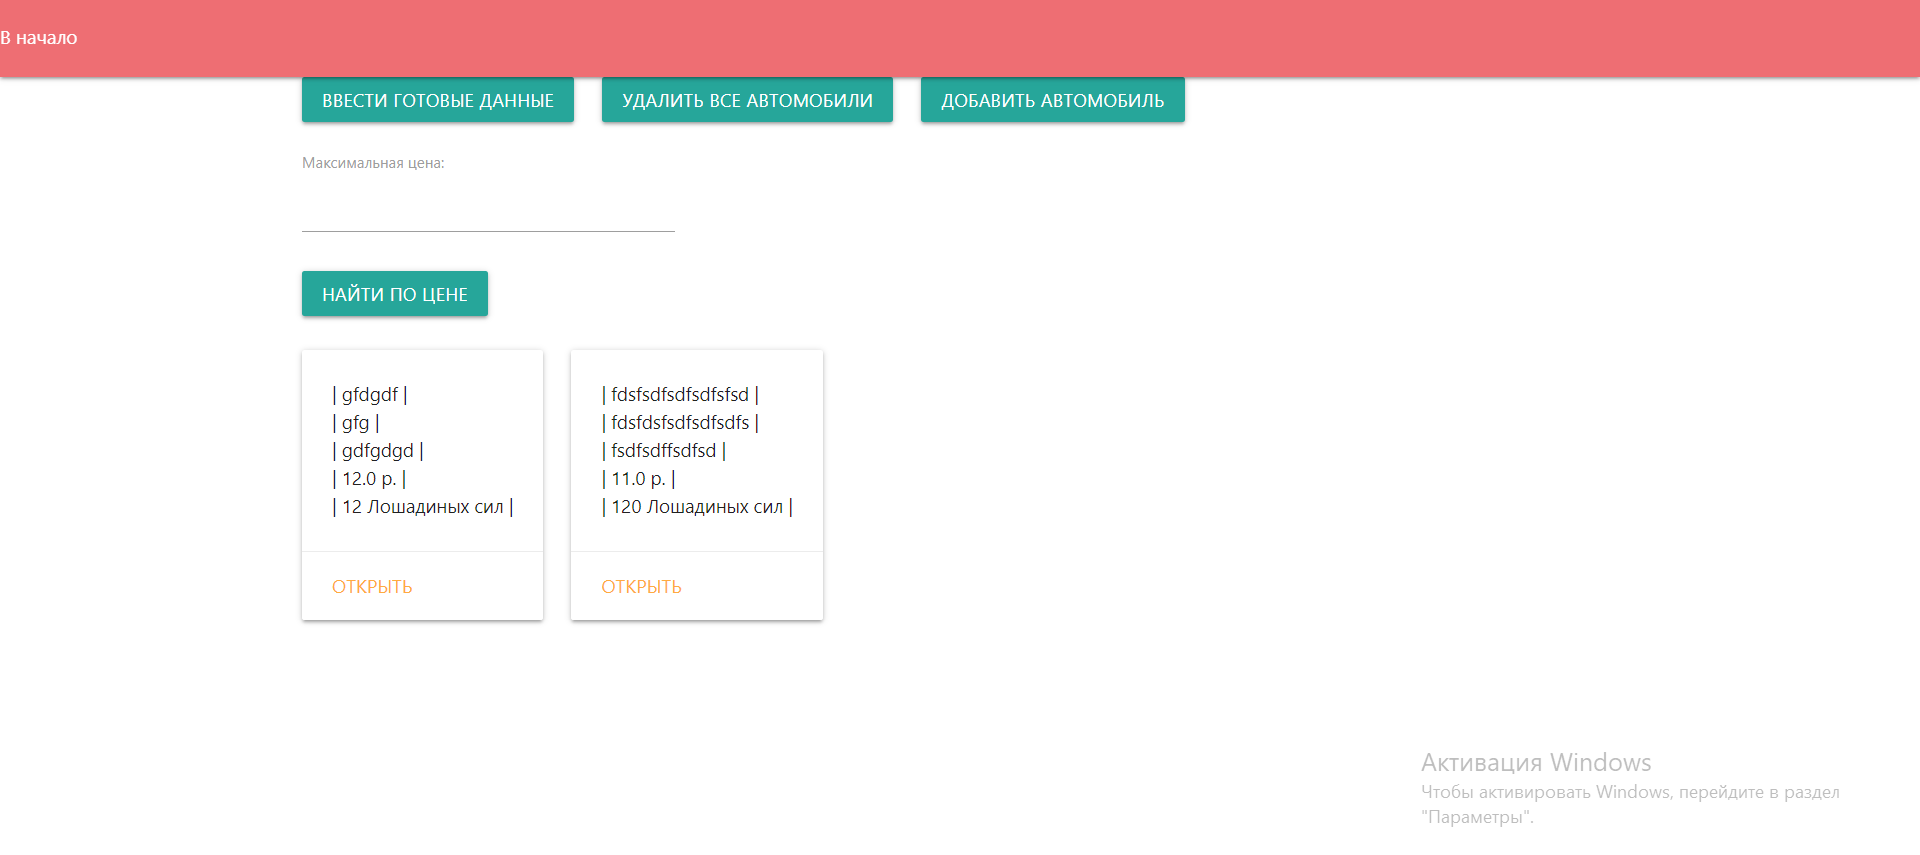 В начало
ВВЕСТИ ГОТОВЫЕ ДАННЫЕ УДАЛИТЬ ВСЕ АВТОМОБИЛИ ДОБАВИТЬ АВТОМОБИЛЬ
Максимальная цена:
НАЙТИ ПО ЦЕНЕ
| gfdgdf |
| gfg |
| gdfgdgd |
| 12.0 р. |
| 12 Лошадиных сил |
ОТКРЫТЬ
| fdsfsdfsdfsdfsfsd |
| fdsfdsfsdfsdfsdfs |
| fsdfsdffsdfsd |
| 11.0 р. |
| 120 Лошадиных сил |
ОТКРЫТЬ
Активация Windows
Чтобы активировать Windows, перейдите в раздел
"Параметры".